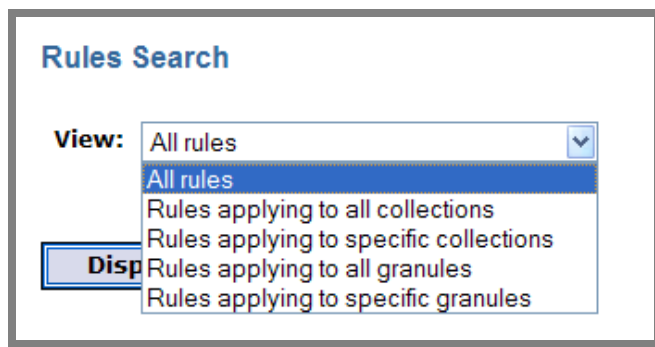 Rules Search
View: All rules
All rules
Rules applying to all collections
Rules applying to specific collections
Rules applying to all granules
Rules applying to specific granules